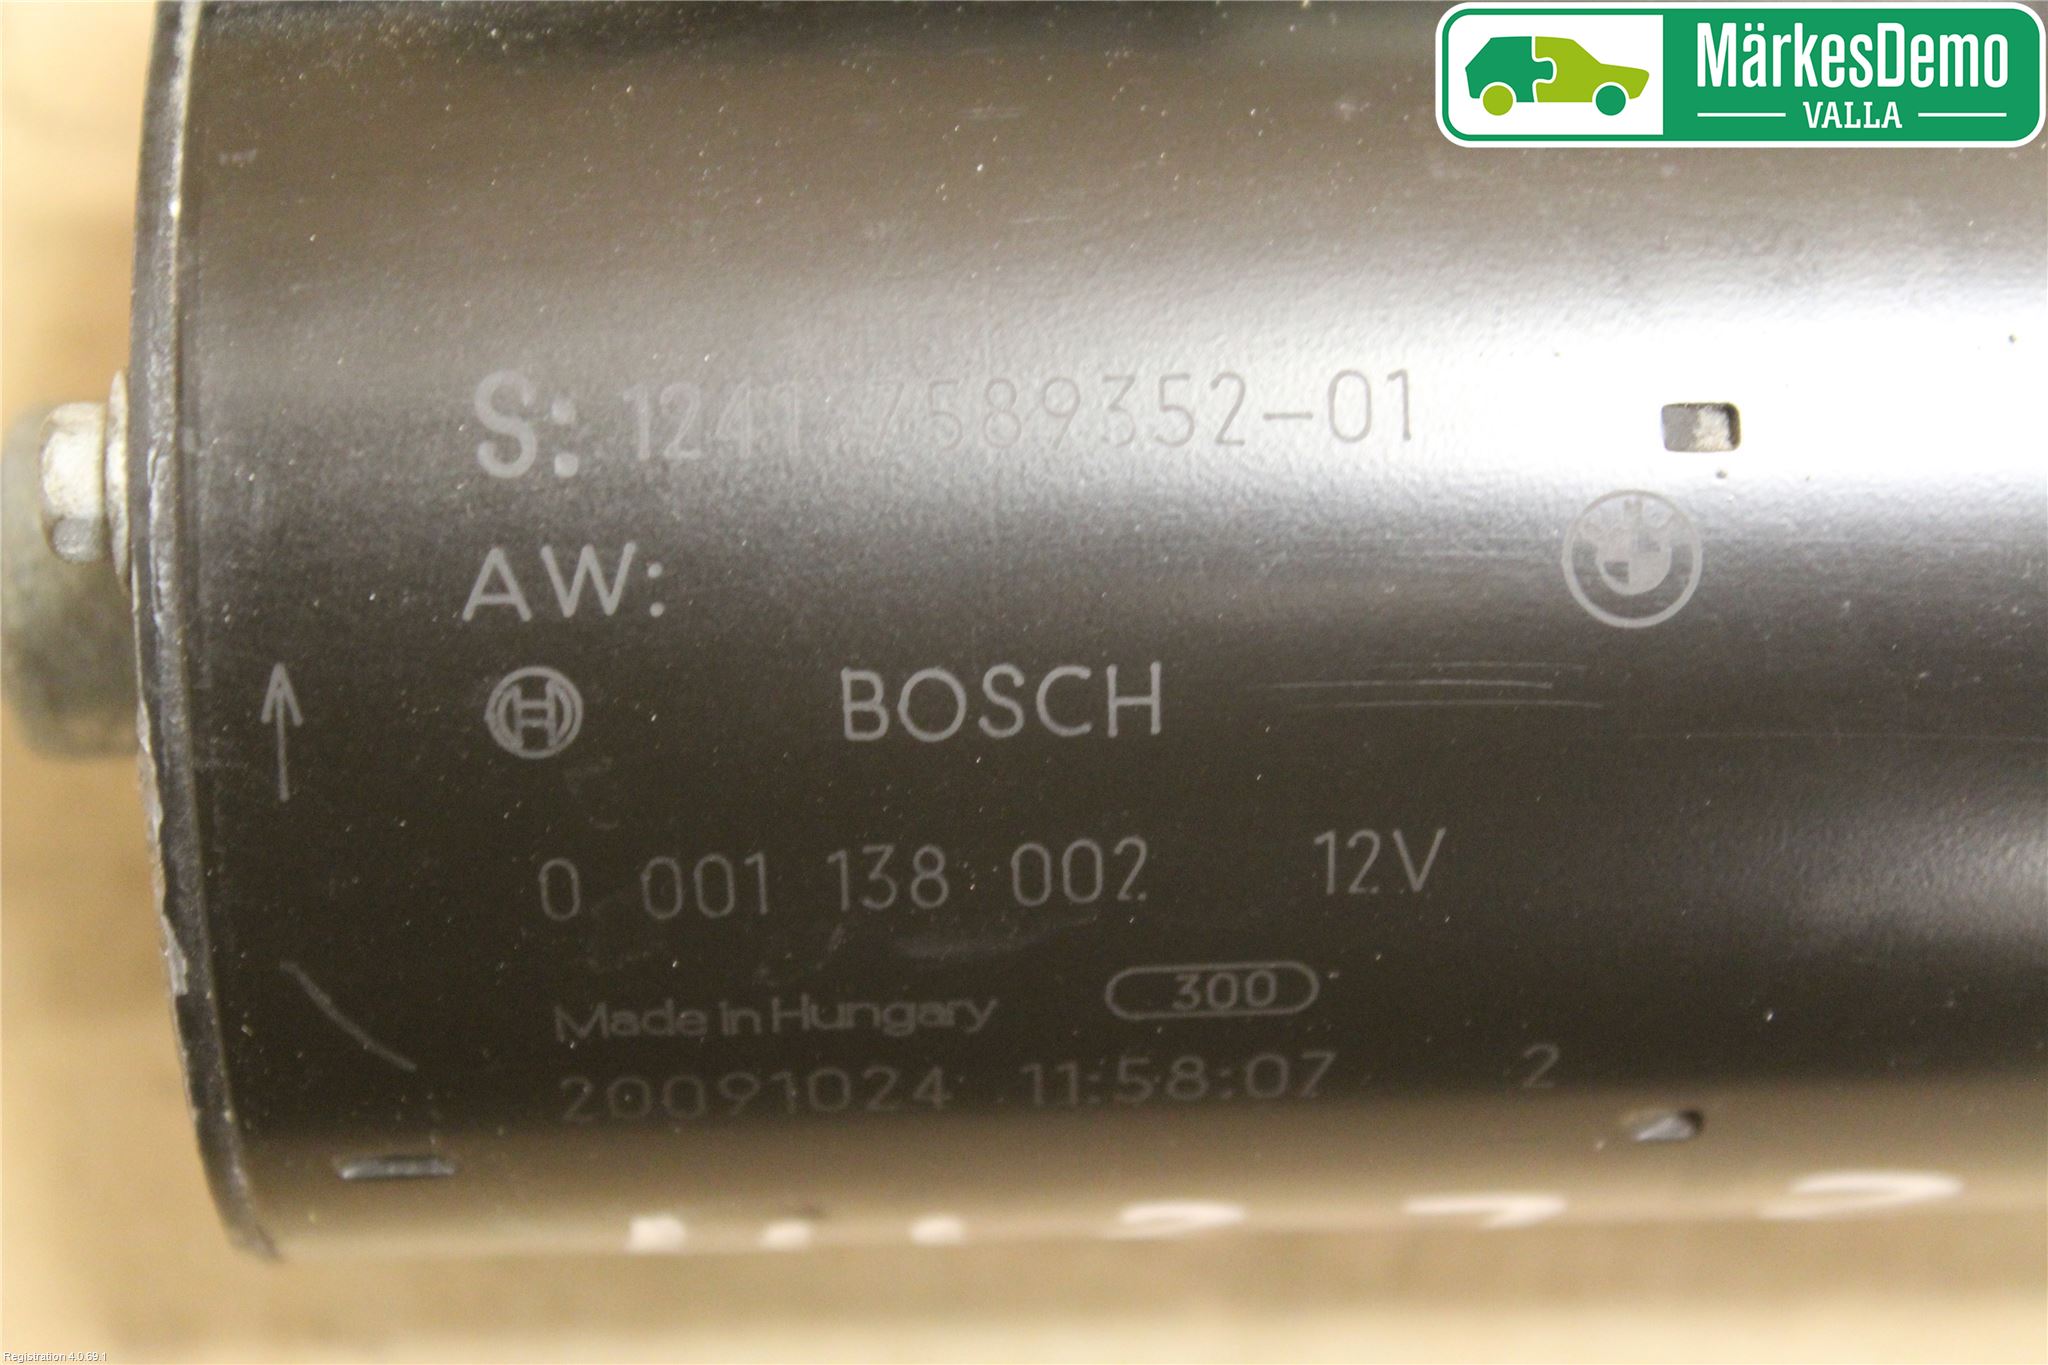 MärkesDemo
VALLA
S: 1241 7589352-01
BMW
AW:
BOSCH
0 001 138 002 12V
Made in Hungary 300
20091024 11:58:07 2
Registration 4.0.69.1